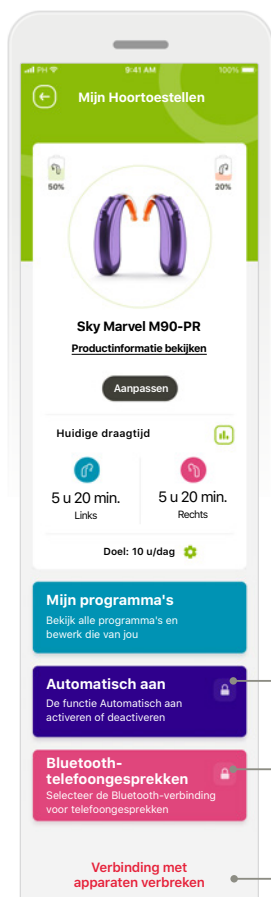 PH 9:41 AM 100%
Mijn Hoortoestellen
50% 20%
Sky Marvel M90-PR
Productinformatie bekijken
Aanpassen
Huidige draagtijd
5 u 20 min. 5 u 20 min.
Links Rechts
Doel: 10 u/dag
Mijn programma's
Bekijk alle programma's en
bewerk die van jou
Automatisch aan
De functie Automatisch aan
activeren of deactiveren
Bluetooth-
telefoongesprekken
Selecteer de Bluetooth-verbinding
voor telefoongesprekken
Verbinding met
apparaten verbreken